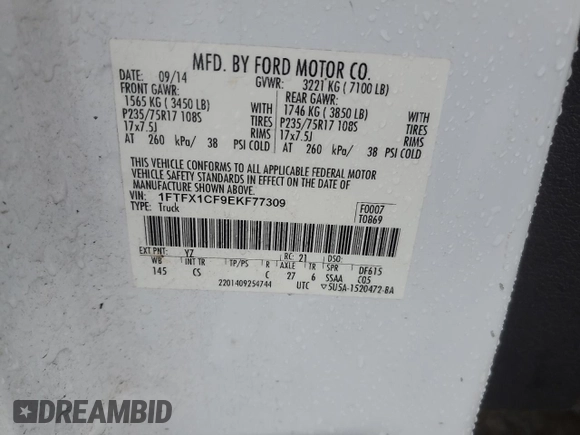 MFD. BY FORD MOTOR CO.
DATE: 09/14 GVWR: 3221 KG ( 7100 LB)
FRONT GAWR: REAR GAWR:
1565 KG ( 3450 LB) WITH 1746 KG ( 3850 LB) WITH
P235/75R17 108S TIRES P235/75R17 108S TIRES
17x7.5J RIMS 17x7.5J RIMS
AT 260 kPa/ 38 PSI COLD AT 260 kPa/ 38 PSI COLD
THIS VEHICLE CONFORMS TO ALL APPLICABLE FEDERAL MOTOR
VEHICLE SAFETY STANDARDS IN EFFECT ON THE DATE OF
MANUFACTURE SHOWN ABOVE.
VIN: 1FTFX1CF9EKF77309 F0007
TYPE: Truck T0869
EXT PNT: YZ RC: 21 DSO:
WB INT TR TP/PS R AXLE TR SPR DF615
145 CS C 27 6 SSAA C05
2201409254744 UTC ▽5U5A-1520472-BA
DREAMBID